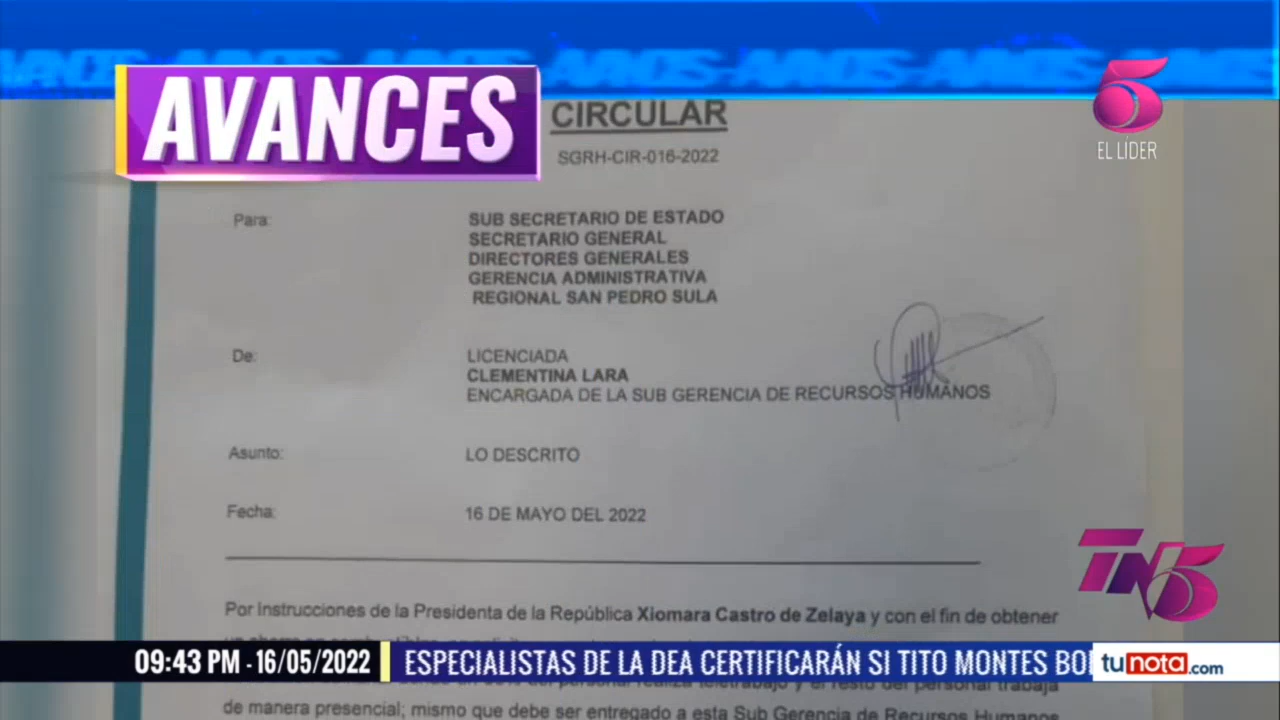 AVANCES
5
EL LÍDER
CIRCULAR
SGRH-CIR-016-2022
Para: SUB SECRETARIO DE ESTADO
SECRETARIO GENERAL
DIRECTORES GENERALES
GERENCIA ADMINISTRATIVA
REGIONAL SAN PEDRO SULA
De: LICENCIADA
CLEMENTINA LARA
ENCARGADA DE LA SUB GERENCIA DE RECURSOS HUMANOS
Asunto: LO DESCRITO
Fecha: 16 DE MAYO DEL 2022
TN5
Por Instrucciones de la Presidenta de la República Xiomara Castro de Zelaya y con el fin de obtener
09:43 PM - 16/05/2022 ESPECIALISTAS DE LA DEA CERTIFICARÁN SI TITO MONTES
tunota.com
personal realiza teletrabajo y el resto del personal trabaja
de manera presencial; mismo que debe ser entregado a esta Sub Gerencia de Recursos Humanos